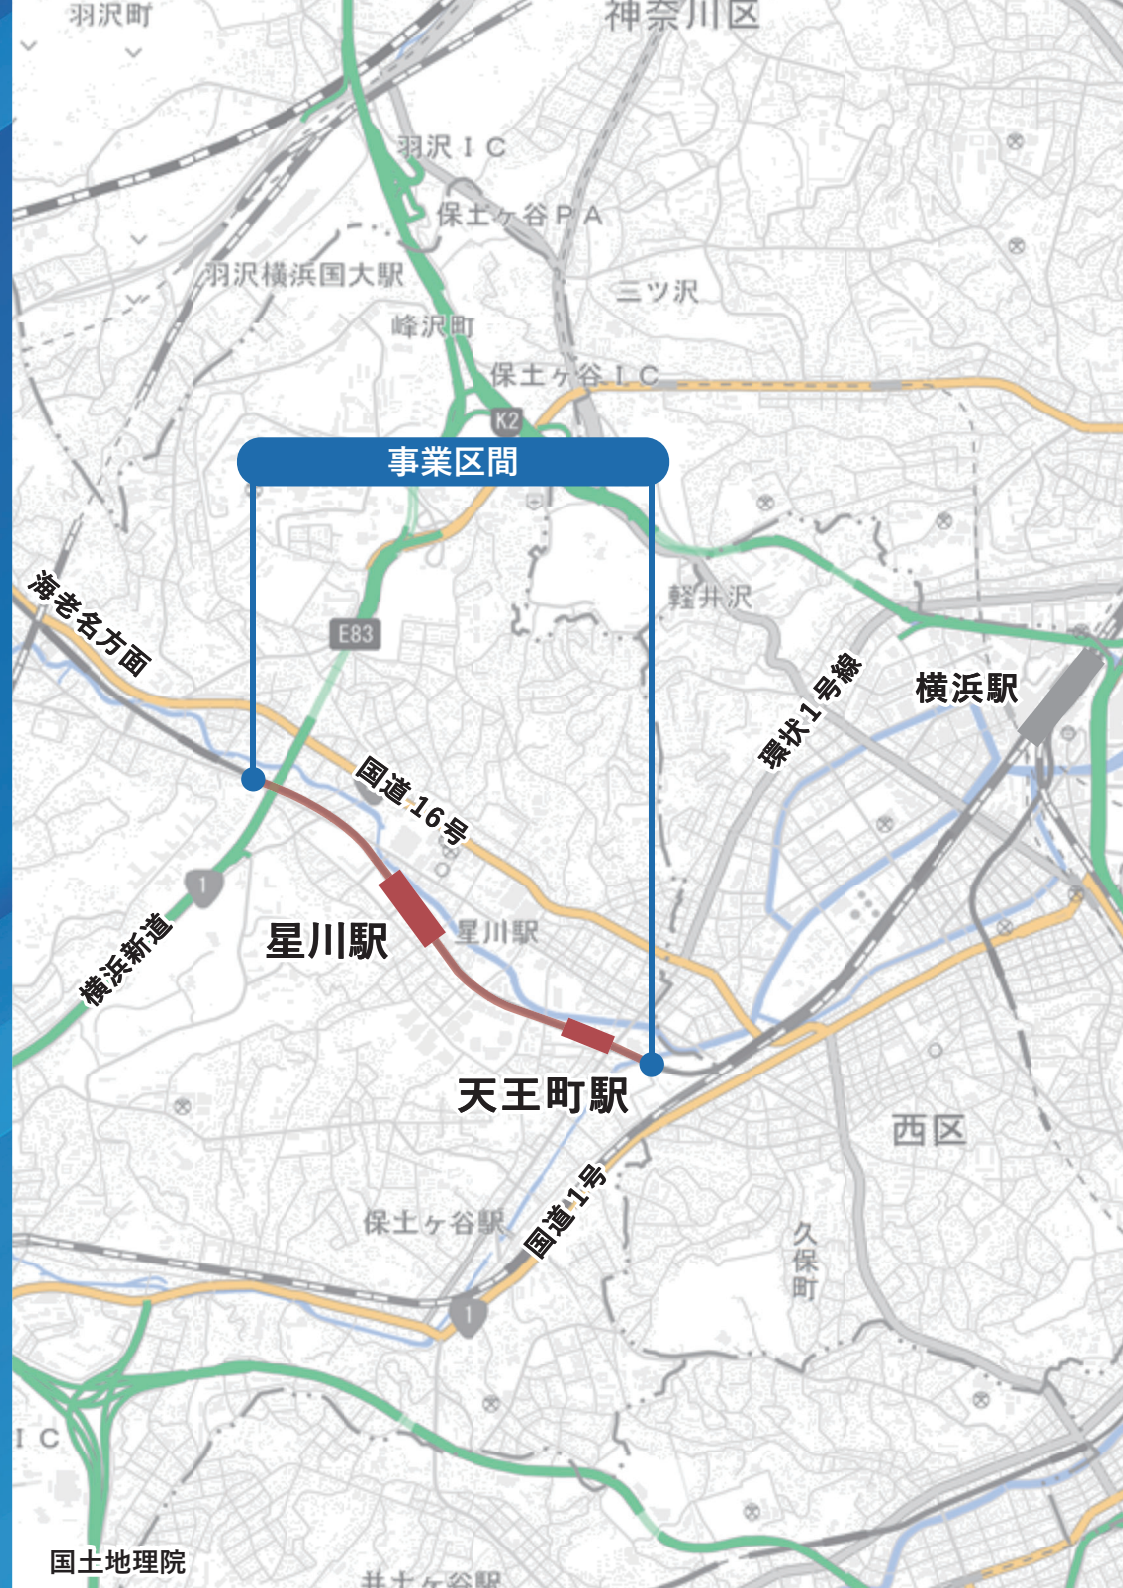 羽沢町
神奈川区
羽沢ＩＣ
保土ヶ谷ＰＡ
羽沢横浜国大駅
三ツ沢
峰沢町
保土ヶ谷ＩＣ
K2
事業区間
海老名方面
軽井沢
E83
環状1号線
横浜駅
国道16号
1
星川駅
星川駅
横浜新道
天王町駅
西区
国道1号
保土ヶ谷駅
久保町
1
ＩＣ
国土地理院
井土ヶ谷駅